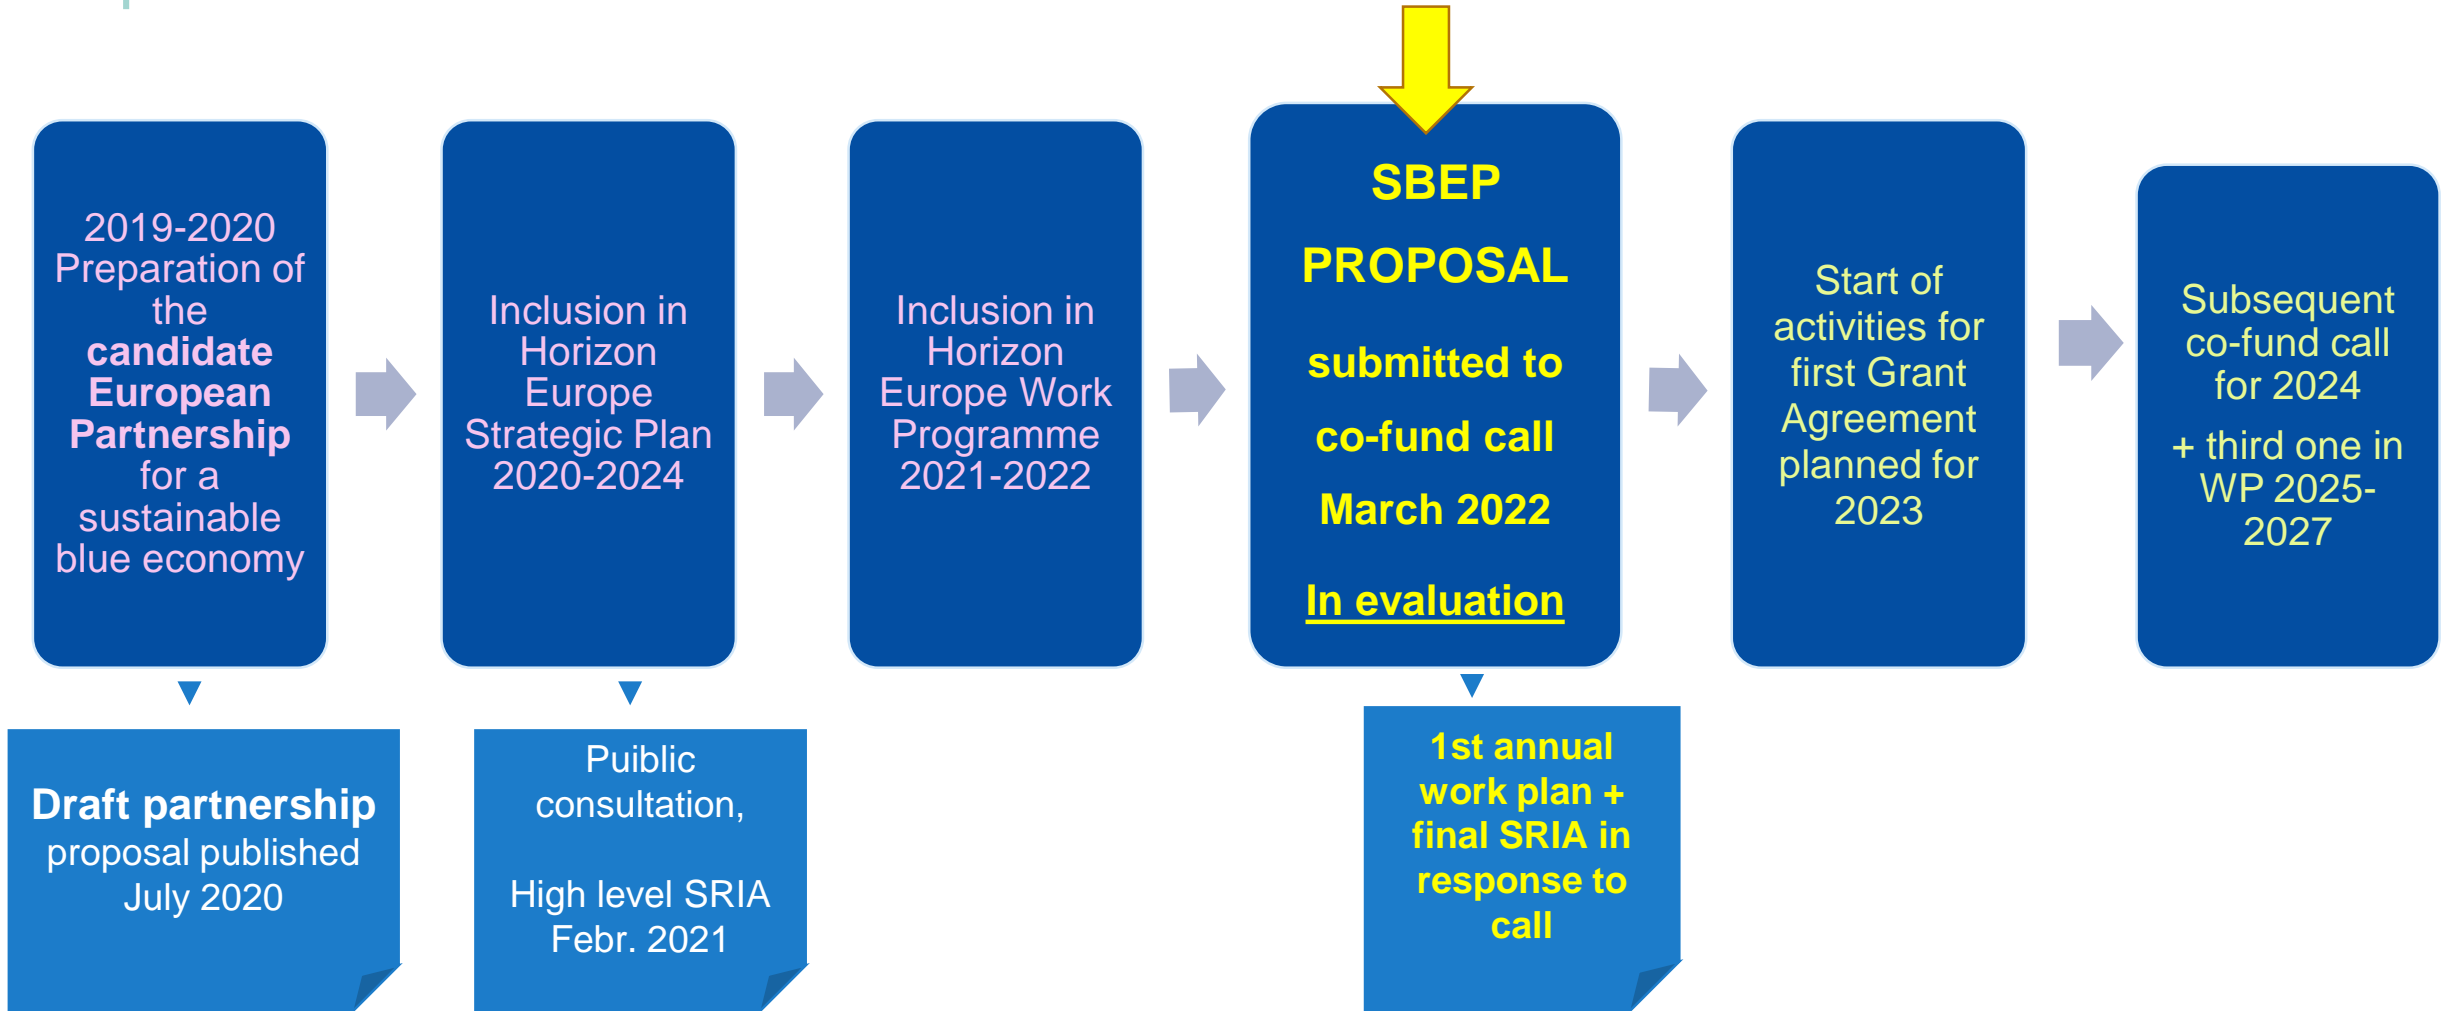 2019-2020
Preparation of
the
candidate
European
Partnership
for a
sustainable
blue economy
Inclusion in
Horizon
Europe
Strategic Plan
2020-2024
Inclusion in
Horizon
Europe Work
Programme
2021-2022
SBEP
PROPOSAL
submitted to
co-fund call
March 2022
In evaluation
Start of
activities for
first Grant
Agreement
planned for
2023
Subsequent
co-fund call
for 2024
+ third one in
WP 2025-
2027
Draft partnership
proposal published
July 2020
Puiblic
consultation,
High level SRIA
Febr. 2021
1st annual
work plan +
final SRIA in
response to
call